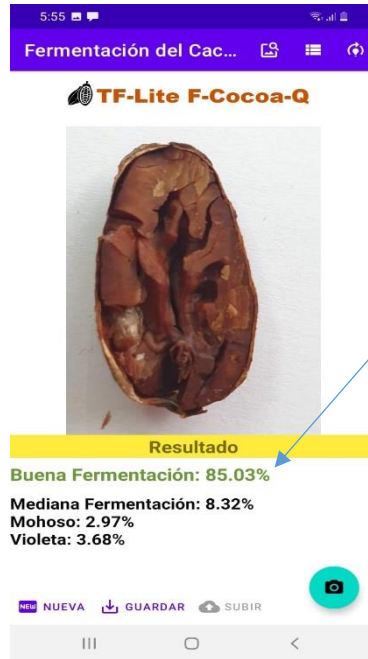 5:55
Fermentación del Cac...
TF-Lite F-Cocoa-Q
Resultado
Buena Fermentación: 85.03%
Mediana Fermentación: 8.32%
Mohoso: 2.97%
Violeta: 3.68%
NEW NUEVA GUARDAR SUBIR